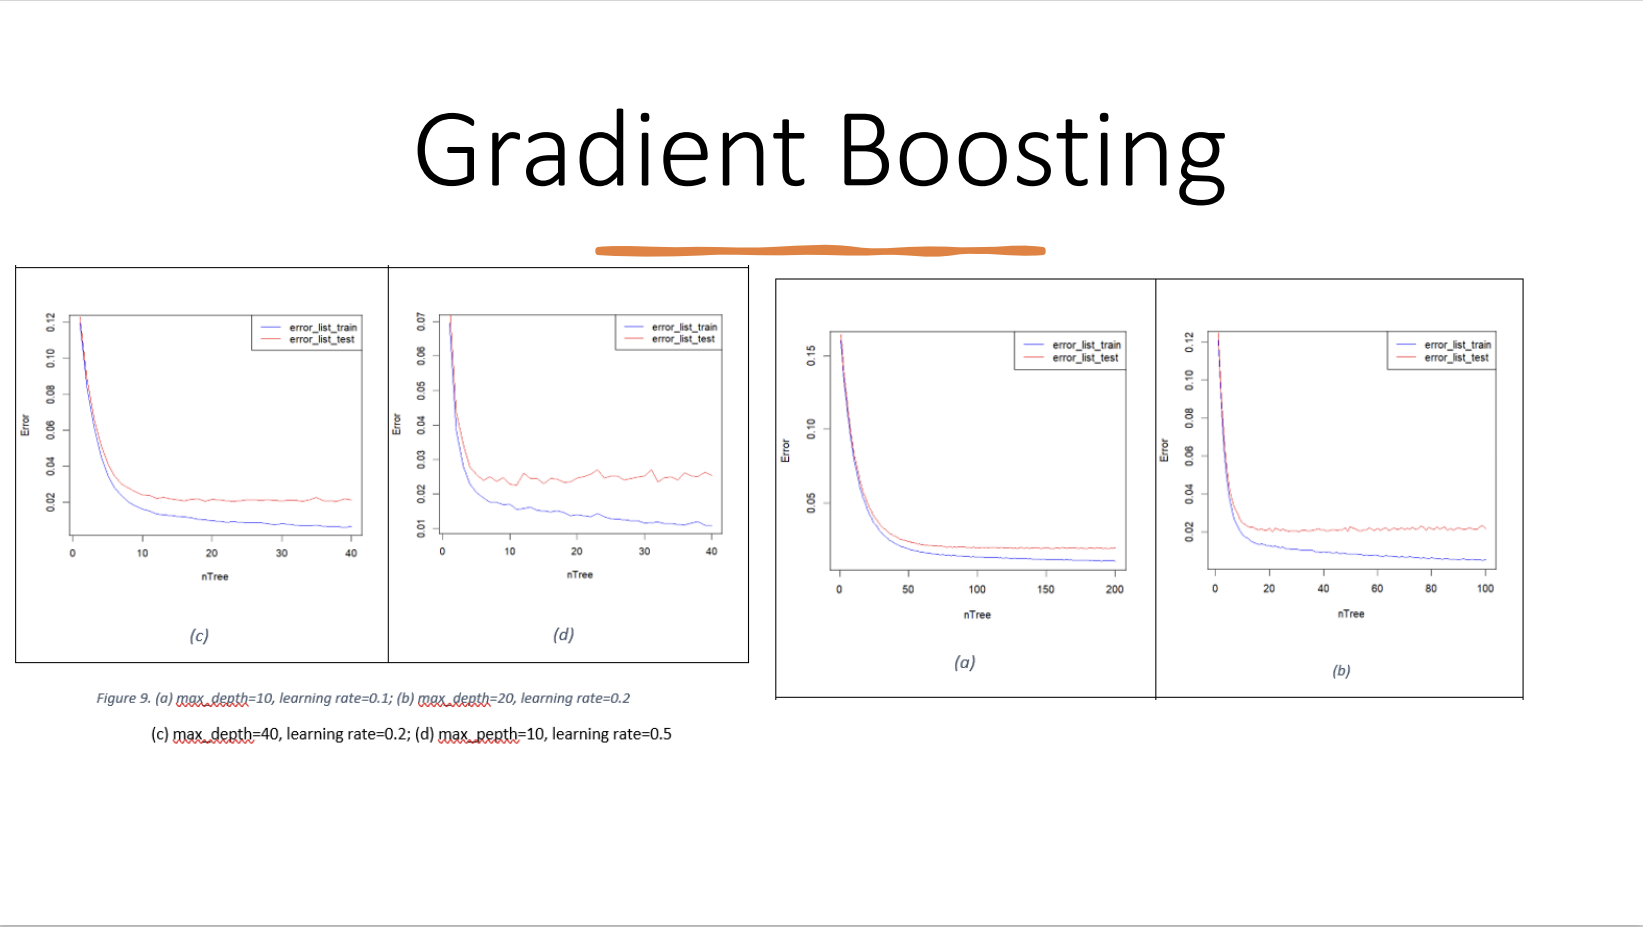 Gradient Boosting
0.12
0.10
0.08
0.06
0.04
0.02
Error
error_list_train
error_list_test
0 10 20 30 40
nTree
(c)
0.07
0.06
0.05
0.04
0.03
0.02
0.01
Error
error_list_train
error_list_test
0 10 20 30 40
nTree
(d)
0.15
0.10
0.05
Error
error_list_train
error_list_test
0 50 100 150 200
nTree
(a)
0.12
0.10
0.08
0.06
0.04
0.02
Error
error_list_train
error_list_test
0 20 40 60 80 100
nTree
(b)
Figure 9. (a) max_depth=10, learning rate=0.1; (b) max_depth=20, learning rate=0.2
(c) max_depth=40, learning rate=0.2; (d) max_pepth=10, learning rate=0.5